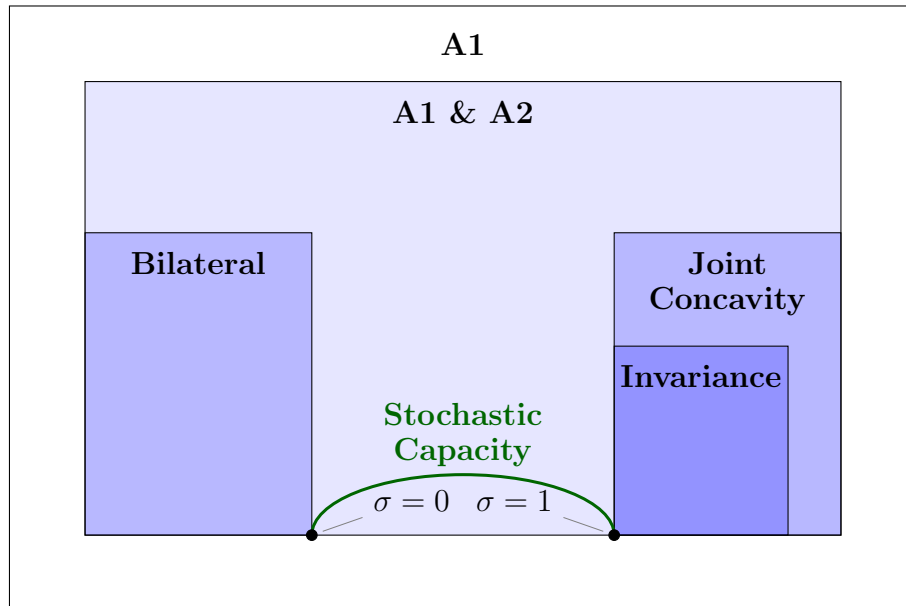 A1
A1 & A2
Bilateral
Joint
Concavity
Invariance
Stochastic
Capacity
σ = 0 σ = 1